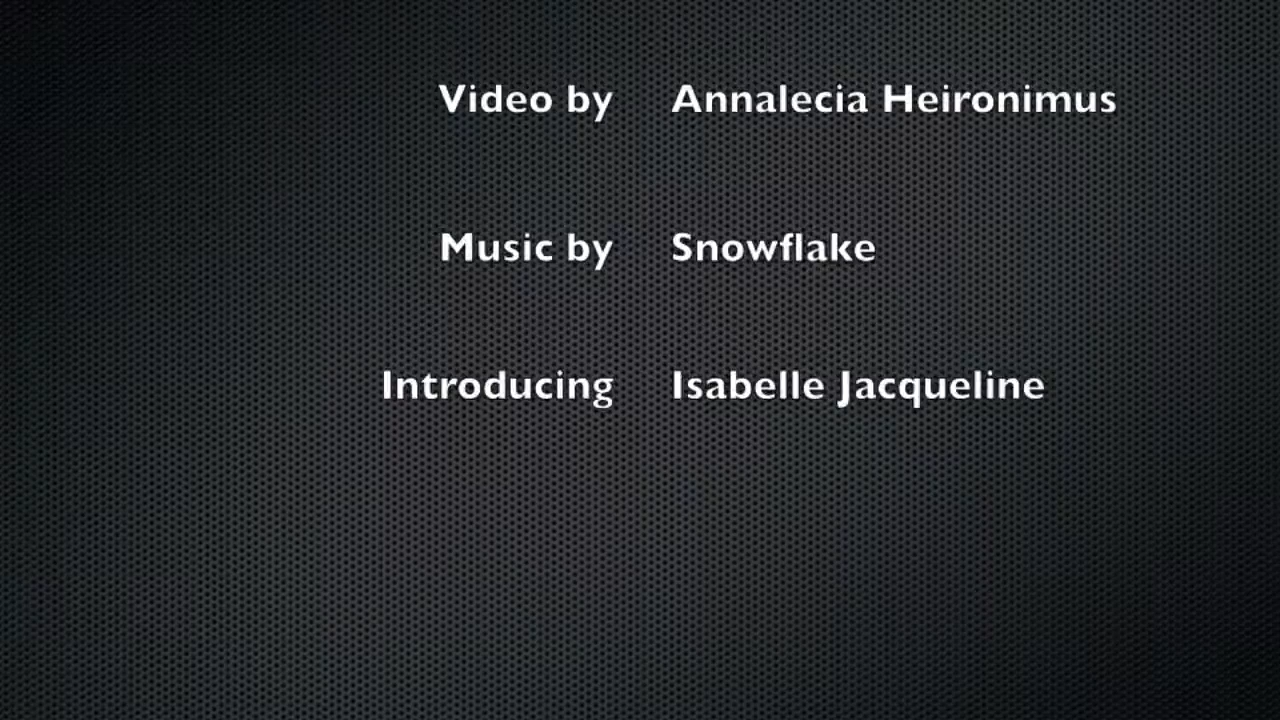 Video by Annalecia Heironimus
Music by Snowflake
Introducing Isabelle Jacqueline